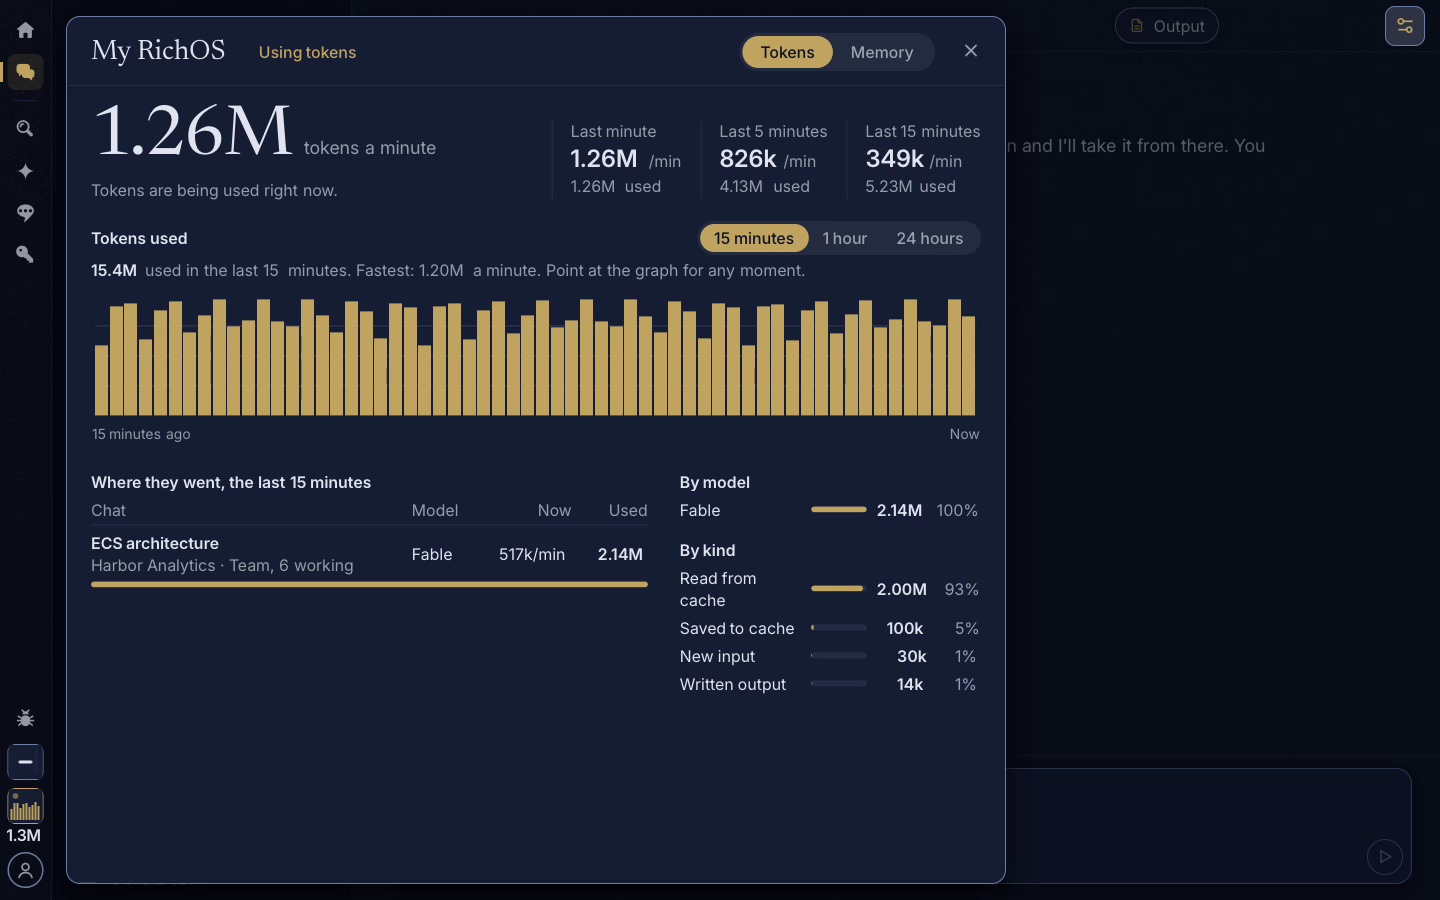 My RichOS
Using tokens
Tokens
Memory
Output
1.26M tokens a minute
Tokens are being used right now.
Last minute
1.26M /min
1.26M used
Last 5 minutes
826k /min
4.13M used
Last 15 minutes
349k /min
5.23M used
n and I'll take it from there. You
Tokens used
15 minutes
1 hour
24 hours
15.4M used in the last 15 minutes. Fastest: 1.20M a minute. Point at the graph for any moment.
15 minutes ago
Now
Where they went, the last 15 minutes
Chat Model Now Used
ECS architecture
Harbor Analytics · Team, 6 working
Fable 517k/min 2.14M
By model
Fable 2.14M 100%
By kind
Read from
cache
2.00M 93%
Saved to cache 100k 5%
New input 30k 1%
Written output 14k 1%
1.3M